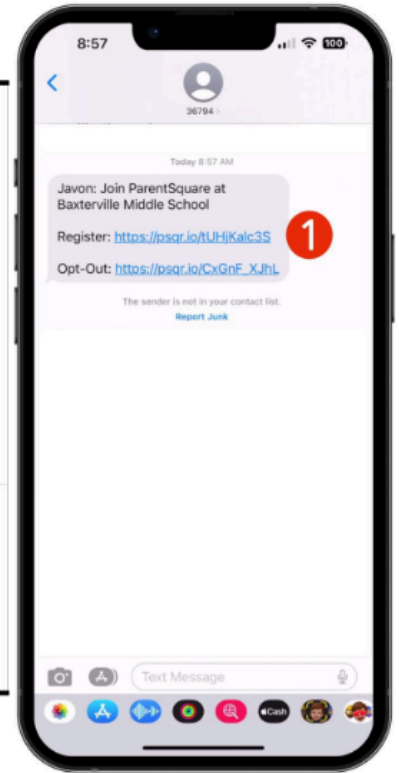 8:57
100
36794 >
Today 8:57 AM
Javon: Join ParentSquare at
Baxterville Middle School
Register: https://psqr.io/tUHjKalc3S
1
Opt-Out: https://psqr.io/CxGnF_XJhL
The sender is not in your contact list.
Report Junk
Text Message
Cash